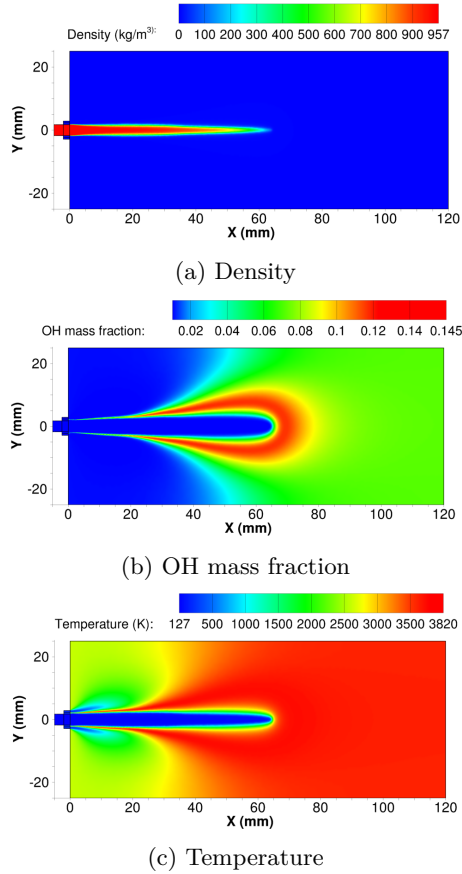 Density (kg/m³): 0 100 200 300 400 500 600 700 800 900 957
Y (mm)
20
0
-20
0 20 40 60 80 100 120
X (mm)
(a) Density
OH mass fraction: 0.02 0.04 0.06 0.08 0.1 0.12 0.14 0.145
Y (mm)
20
0
-20
0 20 40 60 80 100 120
X (mm)
(b) OH mass fraction
Temperature (K): 127 500 1000 1500 2000 2500 3000 3500 3820
Y (mm)
20
0
-20
0 20 40 60 80 100 120
X (mm)
(c) Temperature